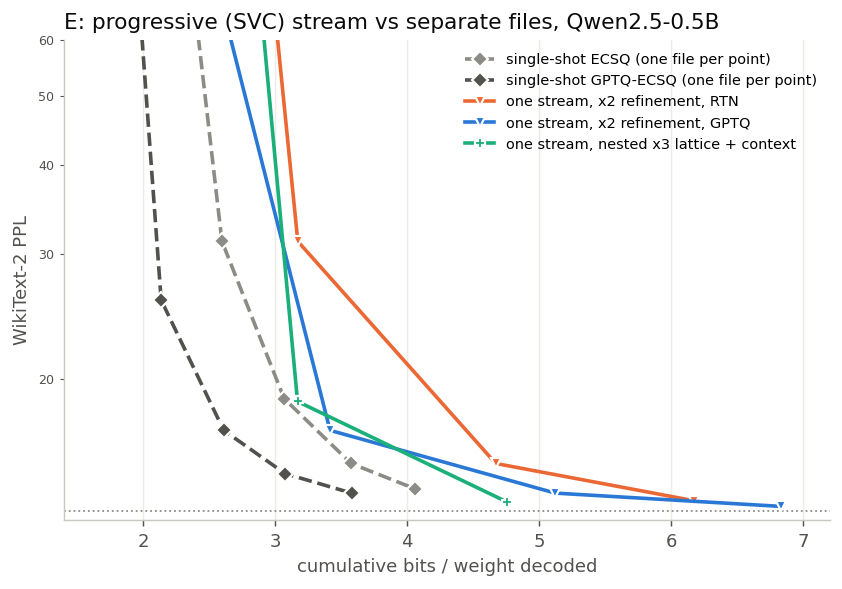 E: progressive (SVC) stream vs separate files, Qwen2.5-0.5B
60
50
40
30
20
WikiText-2 PPL
single-shot ECSQ (one file per point)
single-shot GPTQ-ECSQ (one file per point)
one stream, x2 refinement, RTN
one stream, x2 refinement, GPTQ
one stream, nested x3 lattice + context
2 3 4 5 6 7
cumulative bits / weight decoded